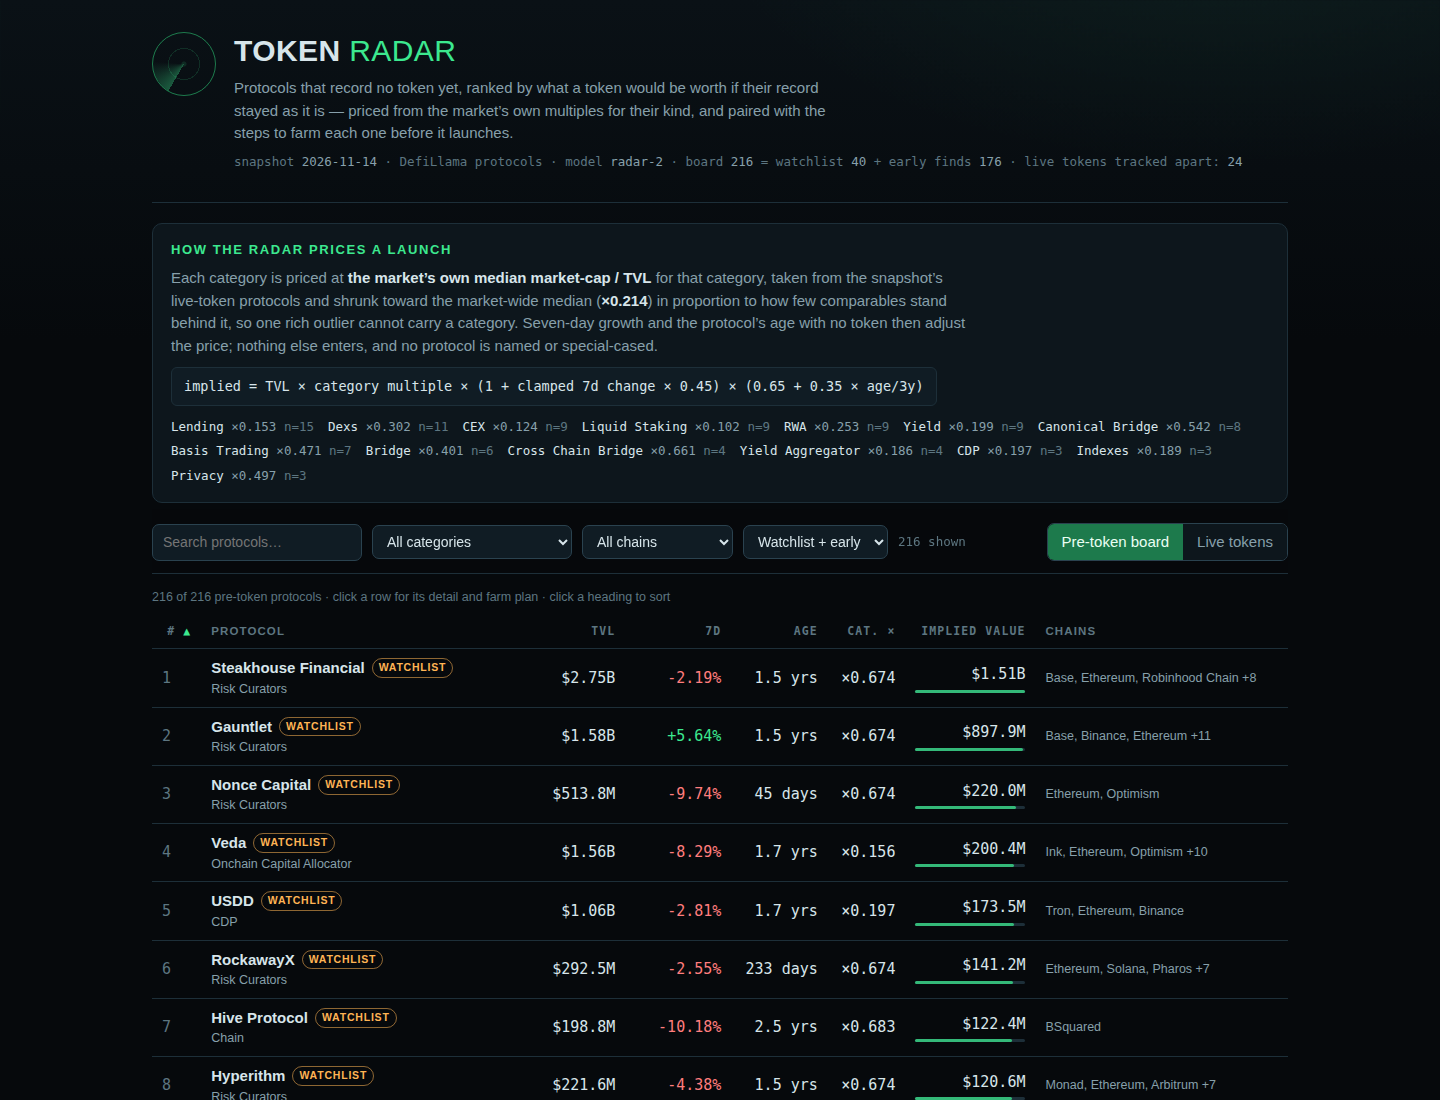 TOKEN RADAR
Protocols that record no token yet, ranked by what a token would be worth if their record
stayed as it is — priced from the market’s own multiples for their kind, and paired with the
steps to farm each one before it launches.
snapshot 2026-11-14 · DefiLlama protocols · model radar-2 · board 216 = watchlist 40 + early finds 176 · live tokens tracked apart: 24
HOW THE RADAR PRICES A LAUNCH
Each category is priced at the market’s own median market-cap / TVL for that category, taken from the snapshot’s
live-token protocols and shrunk toward the market-wide median (×0.214) in proportion to how few comparables stand
behind it, so one rich outlier cannot carry a category. Seven-day growth and the protocol’s age with no token then adjust
the price; nothing else enters, and no protocol is named or special-cased.
implied = TVL × category multiple × (1 + clamped 7d change × 0.45) × (0.65 + 0.35 × age/3y)
Lending ×0.153 n=15 Dexs ×0.302 n=11 CEX ×0.124 n=9 Liquid Staking ×0.102 n=9 RWA ×0.253 n=9 Yield ×0.199 n=9 Canonical Bridge ×0.542 n=8
Basis Trading ×0.471 n=7 Bridge ×0.401 n=6 Cross Chain Bridge ×0.661 n=4 Yield Aggregator ×0.186 n=4 CDP ×0.197 n=3 Indexes ×0.189 n=3
Privacy ×0.497 n=3
Search protocols… All categories All chains Watchlist + early 216 shown Pre-token board Live tokens
216 of 216 pre-token protocols · click a row for its detail and farm plan · click a heading to sort
# ▲ PROTOCOL TVL 7D AGE CAT. × IMPLIED VALUE CHAINS
1 Steakhouse Financial WATCHLIST $2.75B -2.19% 1.5 yrs ×0.674 $1.51B Base, Ethereum, Robinhood Chain +8
Risk Curators
2 Gauntlet WATCHLIST $1.58B +5.64% 1.5 yrs ×0.674 $897.9M Base, Binance, Ethereum +11
Risk Curators
3 Nonce Capital WATCHLIST $513.8M -9.74% 45 days ×0.674 $220.0M Ethereum, Optimism
Risk Curators
4 Veda WATCHLIST $1.56B -8.29% 1.7 yrs ×0.156 $200.4M Ink, Ethereum, Optimism +10
Onchain Capital Allocator
5 USDD WATCHLIST $1.06B -2.81% 1.7 yrs ×0.197 $173.5M Tron, Ethereum, Binance
CDP
6 RockawayX WATCHLIST $292.5M -2.55% 233 days ×0.674 $141.2M Ethereum, Solana, Pharos +7
Risk Curators
7 Hive Protocol WATCHLIST $198.8M -10.18% 2.5 yrs ×0.683 $122.4M BSquared
Chain
8 Hyperithm WATCHLIST $221.6M -4.38% 1.5 yrs ×0.674 $120.6M Monad, Ethereum, Arbitrum +7
Risk Curators